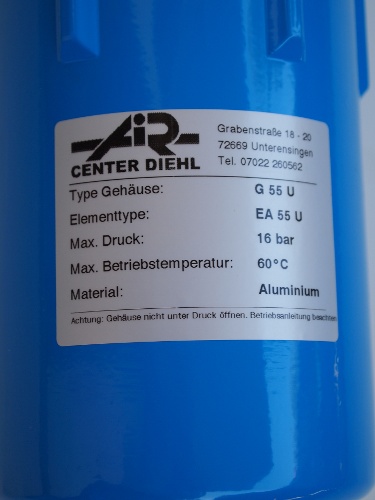 AiR
CENTER DIEHL
Grabenstraße 18 - 20
72669 Unterensingen
Tel. 07022 260562
Type Gehäuse: G 55 U
Elementtype: EA 55 U
Max. Druck: 16 bar
Max. Betriebstemperatur: 60°C
Material: Aluminium
Achtung: Gehäuse nicht unter Druck öffnen. Betriebsanleitung beachten